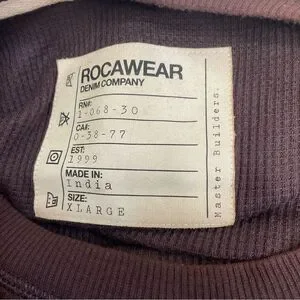 ROCAWEAR
DENIM COMPANY
RN#:
1-068-30
CA#:
0-38-77
EST:
1999
MADE IN:
India
SIZE:
XLARGE
Master Builders.